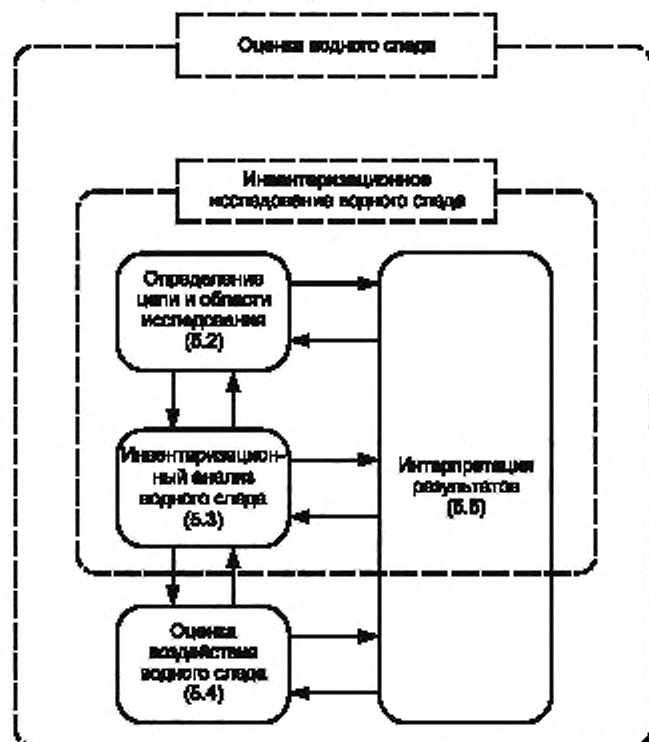 Оценка водного следа
Инвентаризационное
исследование водного следа
Определение
цели и области
исследования
(5.2)
Инвентаризацион-
ный анализ
водного следа
(5.3)
Интерпретация
результатов
(5.5)
Оценка
воздействия
водного следа
(5.4)